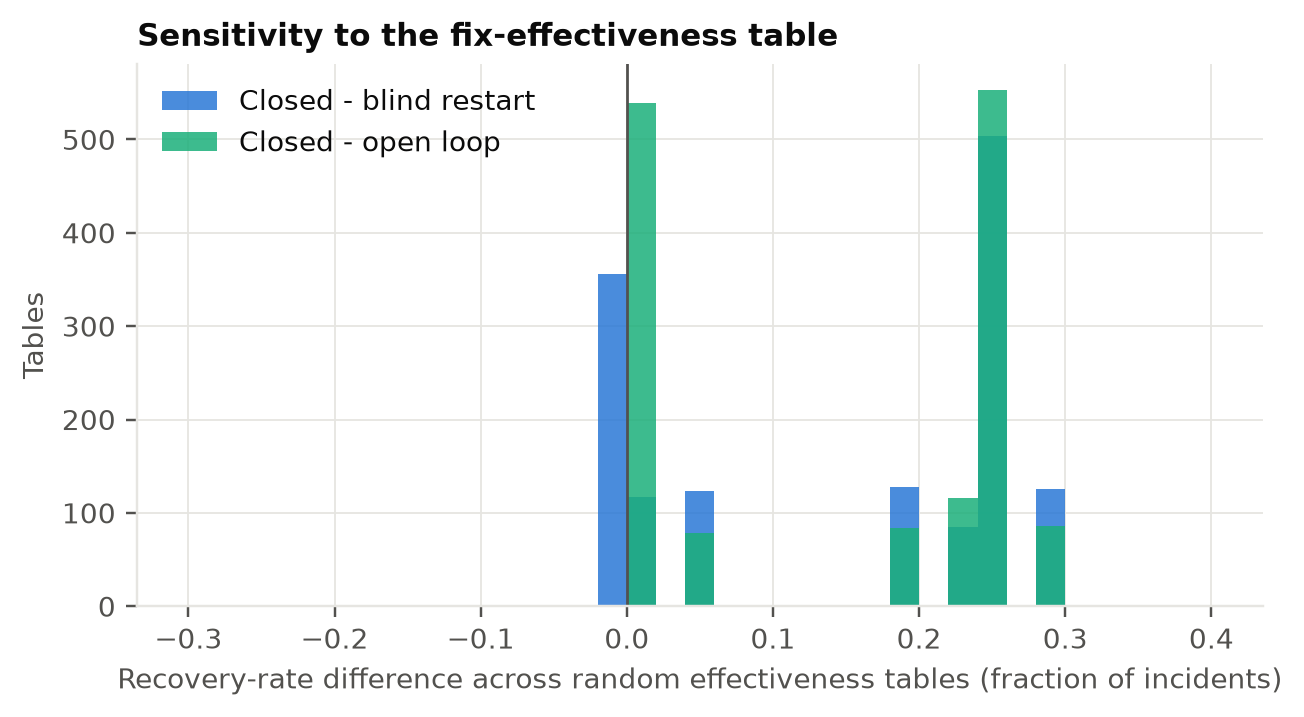 Sensitivity to the fix-effectiveness table
Closed - blind restart
Closed - open loop
500
400
300
200
100
0
Tables
−0.3 −0.2 −0.1 0.0 0.1 0.2 0.3 0.4
Recovery-rate difference across random effectiveness tables (fraction of incidents)